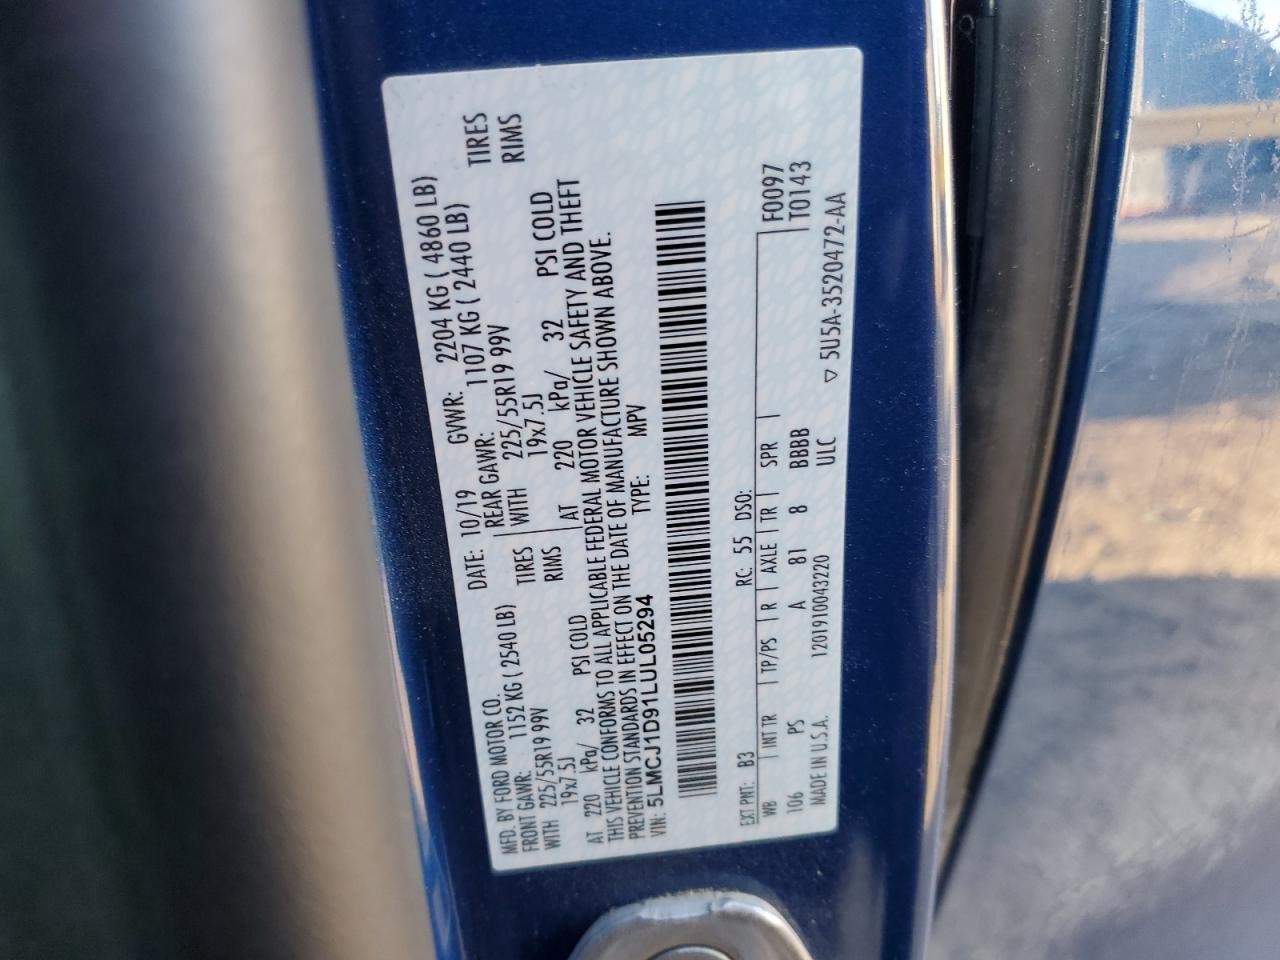 MFD. BY FORD MOTOR CO. DATE: 10/19 GVWR: 2204 KG ( 4860 LB)
FRONT GAWR: 1152 KG ( 2540 LB) REAR GAWR: 1107 KG ( 2440 LB)
WITH 225/55R19 99V TIRES WITH 225/55R19 99V TIRES
19x7.5J RIMS 19x7.5J RIMS
AT 220 kPa/ 32 PSI COLD AT 220 kPa/ 32 PSI COLD
THIS VEHICLE CONFORMS TO ALL APPLICABLE FEDERAL MOTOR VEHICLE SAFETY AND THEFT
PREVENTION STANDARDS IN EFFECT ON THE DATE OF MANUFACTURE SHOWN ABOVE.
VIN: 5LMCJ1D91LUL05294 TYPE: MPV
EXT PNT: B3 RC: 55 DSO: F0097
WB INT TR TP/PS R AXLE TR SPR T0143
106 PS A 81 8 BBBB
MADE IN U.S.A. 1201910043220 ULC ▽ 5U5A-3520472-AA